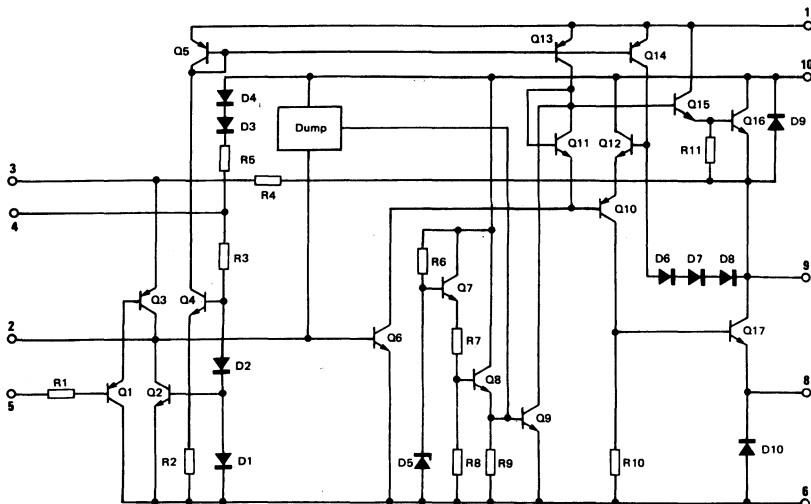 1
Q5
Q13
Q14
10
D4
D3
Dump
Q15
Q16
D9
R5
Q11
Q12
R11
3
R4
4
Q10
R3
R6
D6
D7
D8
9
Q3
Q4
Q7
2
R7
Q6
Q17
D2
R1
Q1
Q2
Q8
8
5
Q9
R2
D1
D5
R8
R9
R10
D10
6